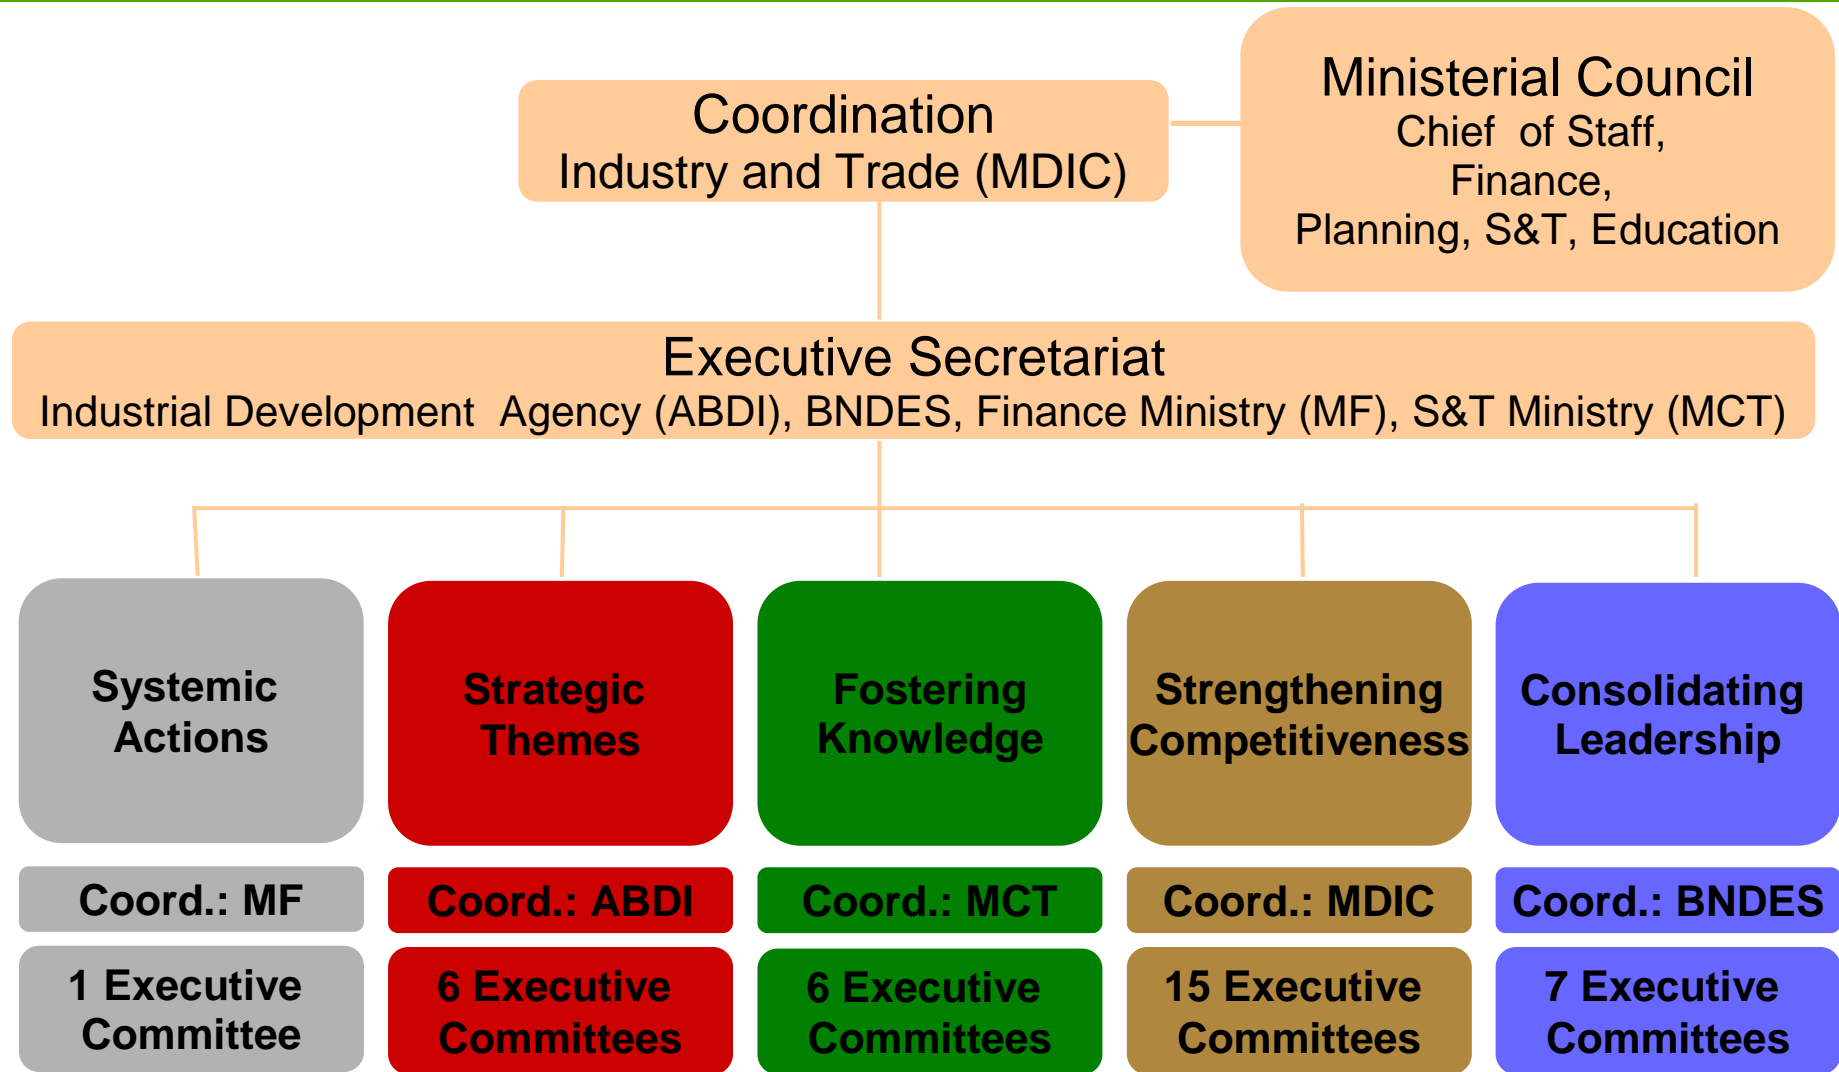 Ministerial Council
Chief of Staff,
Finance,
Planning, S&T, Education
Coordination
Industry and Trade (MDIC)
Executive Secretariat
Industrial Development Agency (ABDI), BNDES, Finance Ministry (MF), S&T Ministry (MCT)
Systemic
Actions
Coord.: MF
1 Executive
Committee
Strategic
Themes
Coord.: ABDI
6 Executive
Committees
Fostering
Knowledge
Coord.: MCT
6 Executive
Committees
Strengthening
Competitiveness
Coord.: MDIC
15 Executive
Committees
Consolidating
Leadership
Coord.: BNDES
7 Executive
Committees